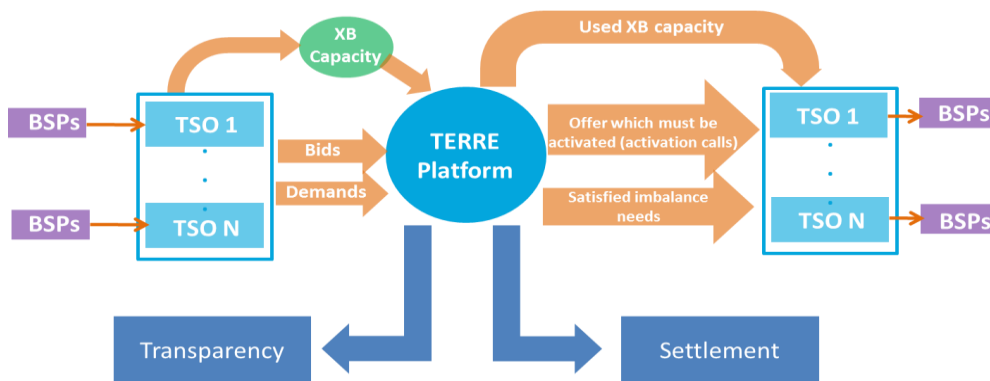 XB
Capacity
Used XB capacity
BSPs
TSO 1
Bids
Demands
BSPs
TSO N
TERRE
Platform
Offer which must be
activated (activation calls)
Satisfied imbalance
needs
TSO 1
BSPs
TSO N
BSPs
Transparency
Settlement